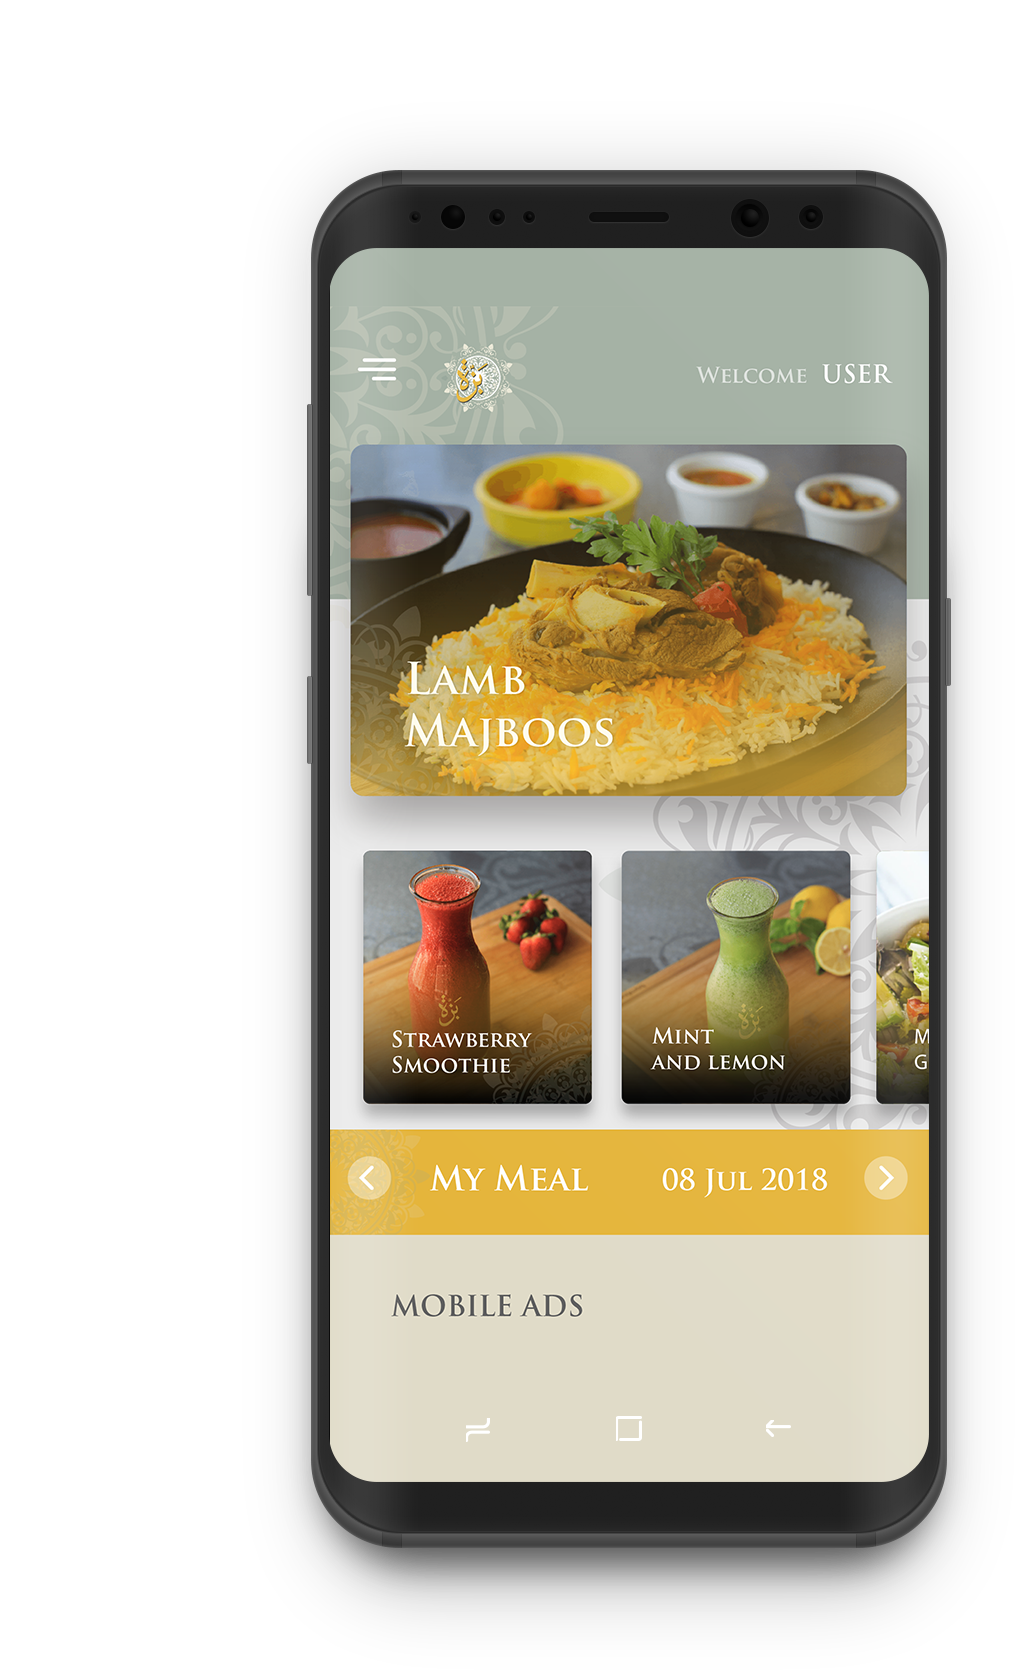 بَزَة
Welcome USER
Lamb
Majboos
Strawberry
Smoothie
Mint
and lemon
M
G
My Meal 08 Jul 2018
MOBILE ADS